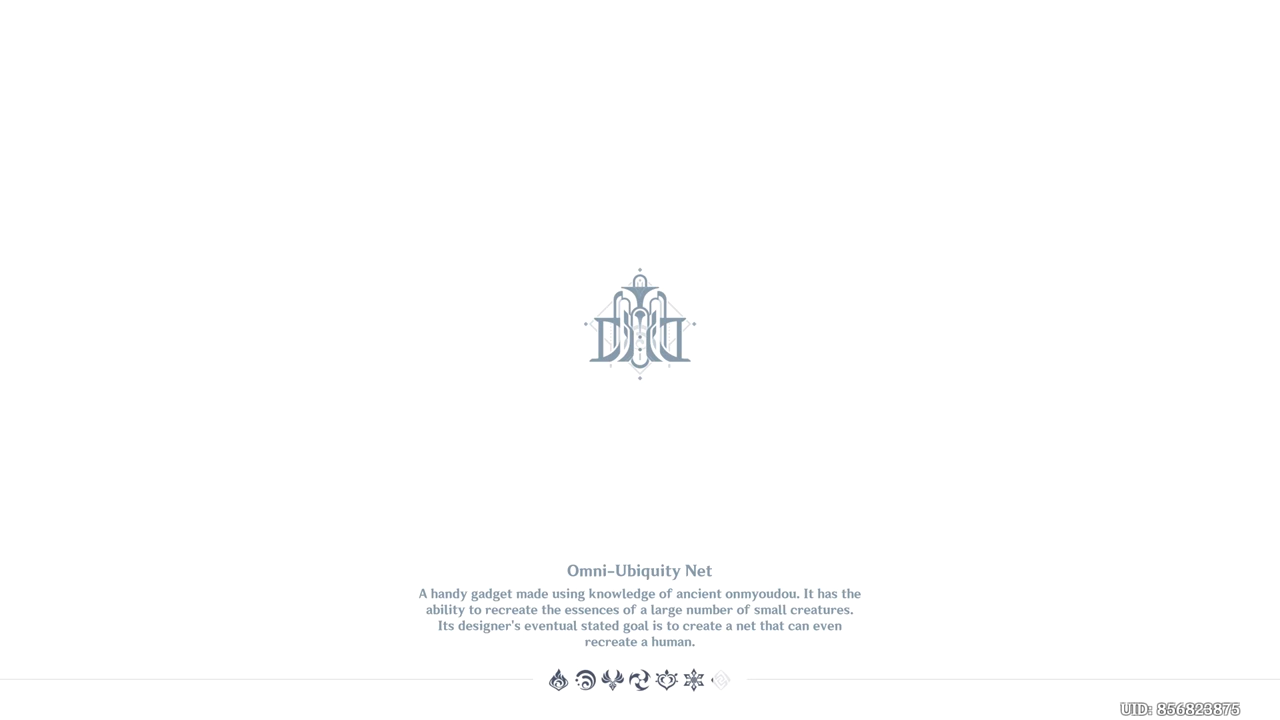 Omni-Ubiquity Net
A handy gadget made using knowledge of ancient onmyoudou. It has the
ability to recreate the essences of a large number of small creatures.
Its designer's eventual stated goal is to create a net that can even
recreate a human.
UID: 856823875